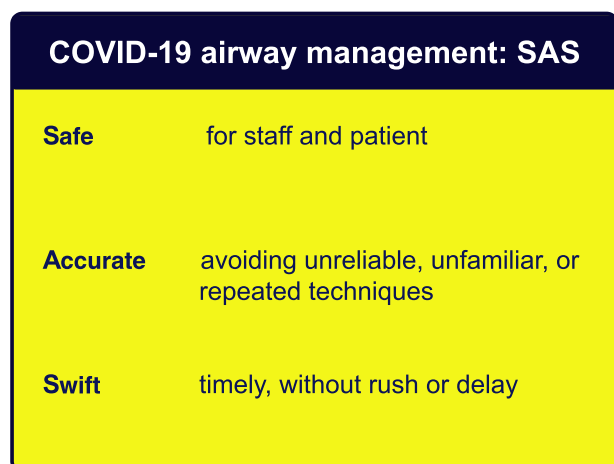 COVID-19 airway management: SAS
Safe for staff and patient
Accurate avoiding unreliable, unfamiliar, or
repeated techniques
Swift timely, without rush or delay